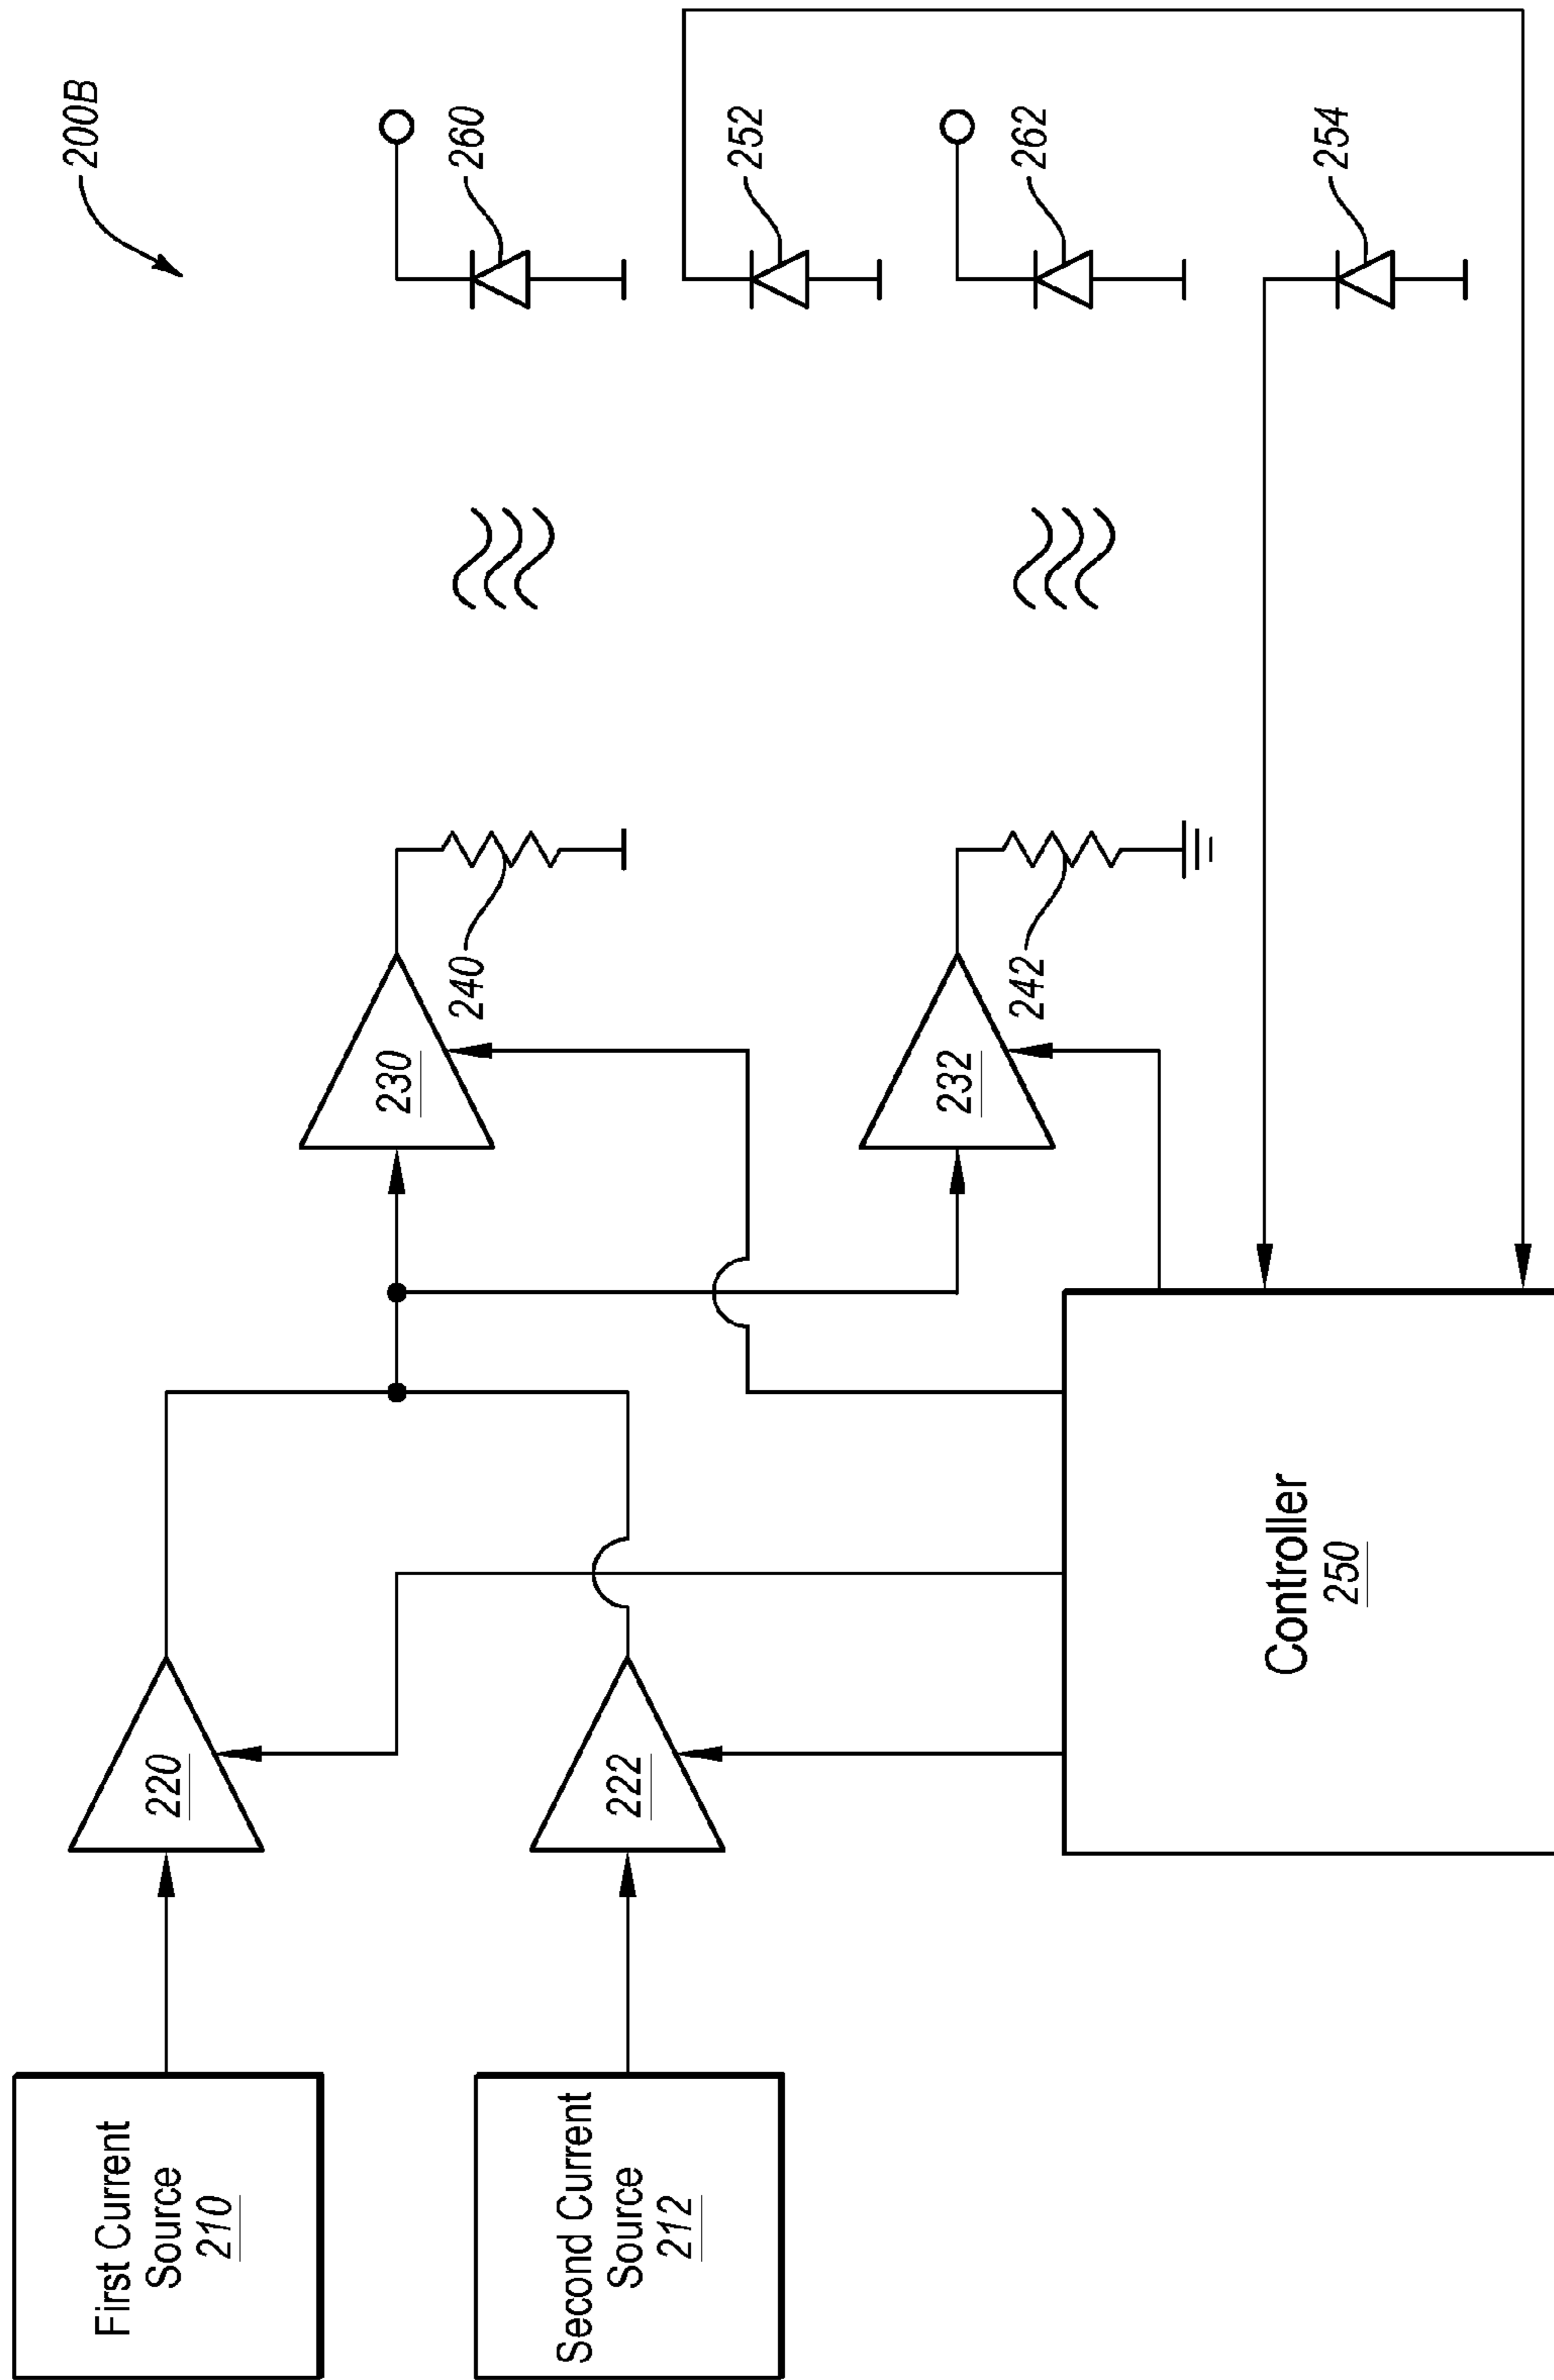 200B
First Current
Source
210
220
230
240
260
252
Second Current
Source
212
222
232
242
262
254
Controller
250